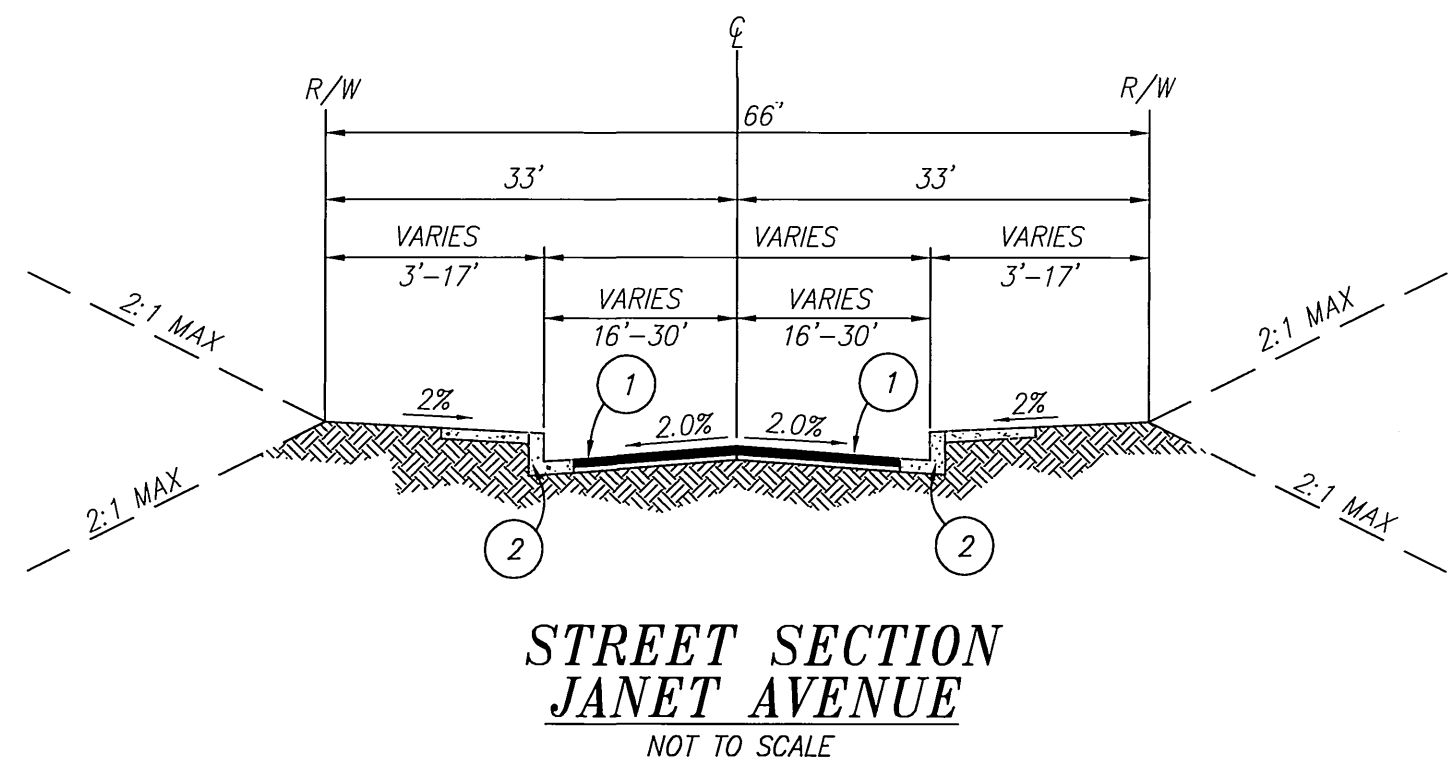 ℄
R/W
R/W
66'
33'
33'
VARIES
VARIES
VARIES
3'-17'
3'-17'
VARIES
VARIES
16'-30'
16'-30'
2:1 MAX
2:1 MAX
1
1
2%
2.0%
2.0%
2%
2:1 MAX
2:1 MAX
2
2
STREET SECTION
JANET AVENUE
NOT TO SCALE